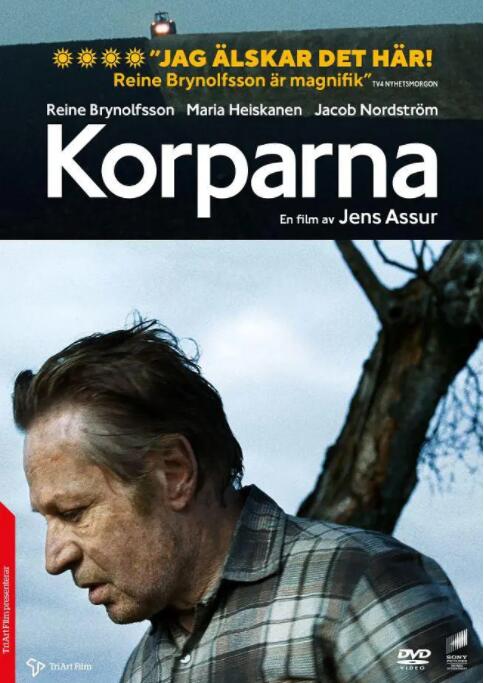 "JAG ÄLSKAR DET HÄR!
Reine Brynolfsson är magnifik" TV4 NYHETSMORGON
Reine Brynolfsson Maria Heiskanen Jacob Nordström
Korparna
En film av Jens Assur
TriArt Film presenterar
TriArt Film
DVD
VIDEO
SONY